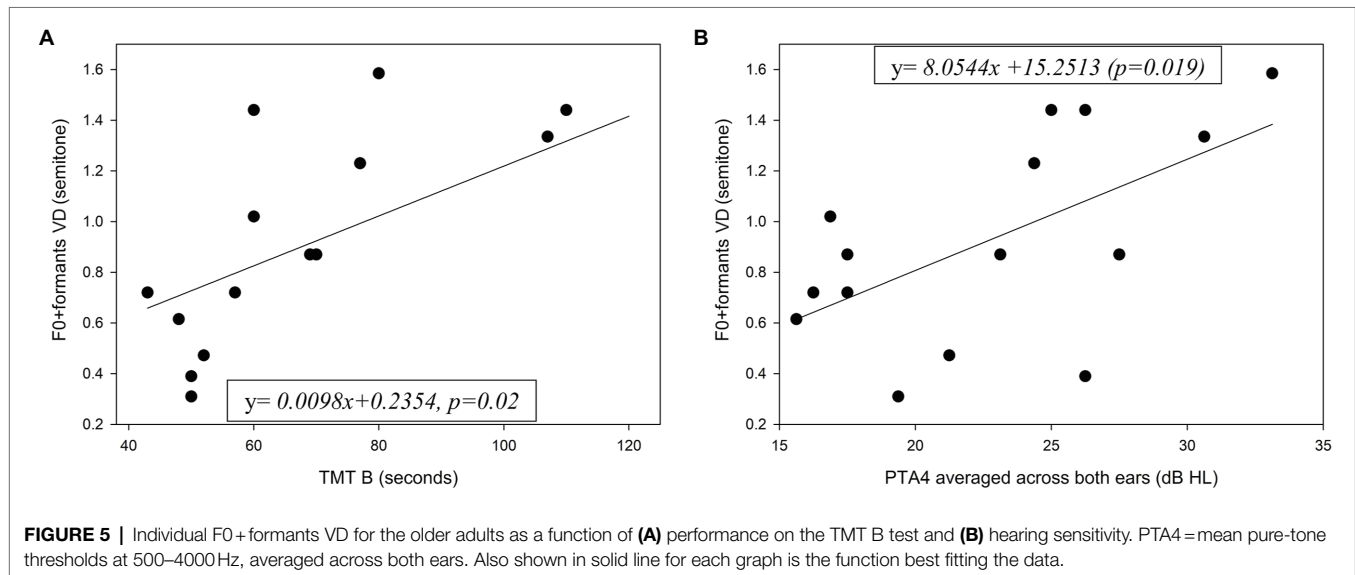 A
B
1.6
1.4
1.2
1.0
0.8
0.6
0.4
0.2
F0+formants VD (semitone)
y= 0.0098x+0.2354, p=0.02
40 60 80 100 120
TMT B (seconds)
1.6
1.4
1.2
1.0
0.8
0.6
0.4
0.2
F0+formants VD (semitone)
y= 8.0544x +15.2513 (p=0.019)
15 20 25 30 35
PTA4 averaged across both ears (dB HL)
FIGURE 5 | Individual F0+formants VD for the older adults as a function of (A) performance on the TMT B test and (B) hearing sensitivity. PTA4=mean pure-tone
thresholds at 500–4000Hz, averaged across both ears. Also shown in solid line for each graph is the function best fitting the data.